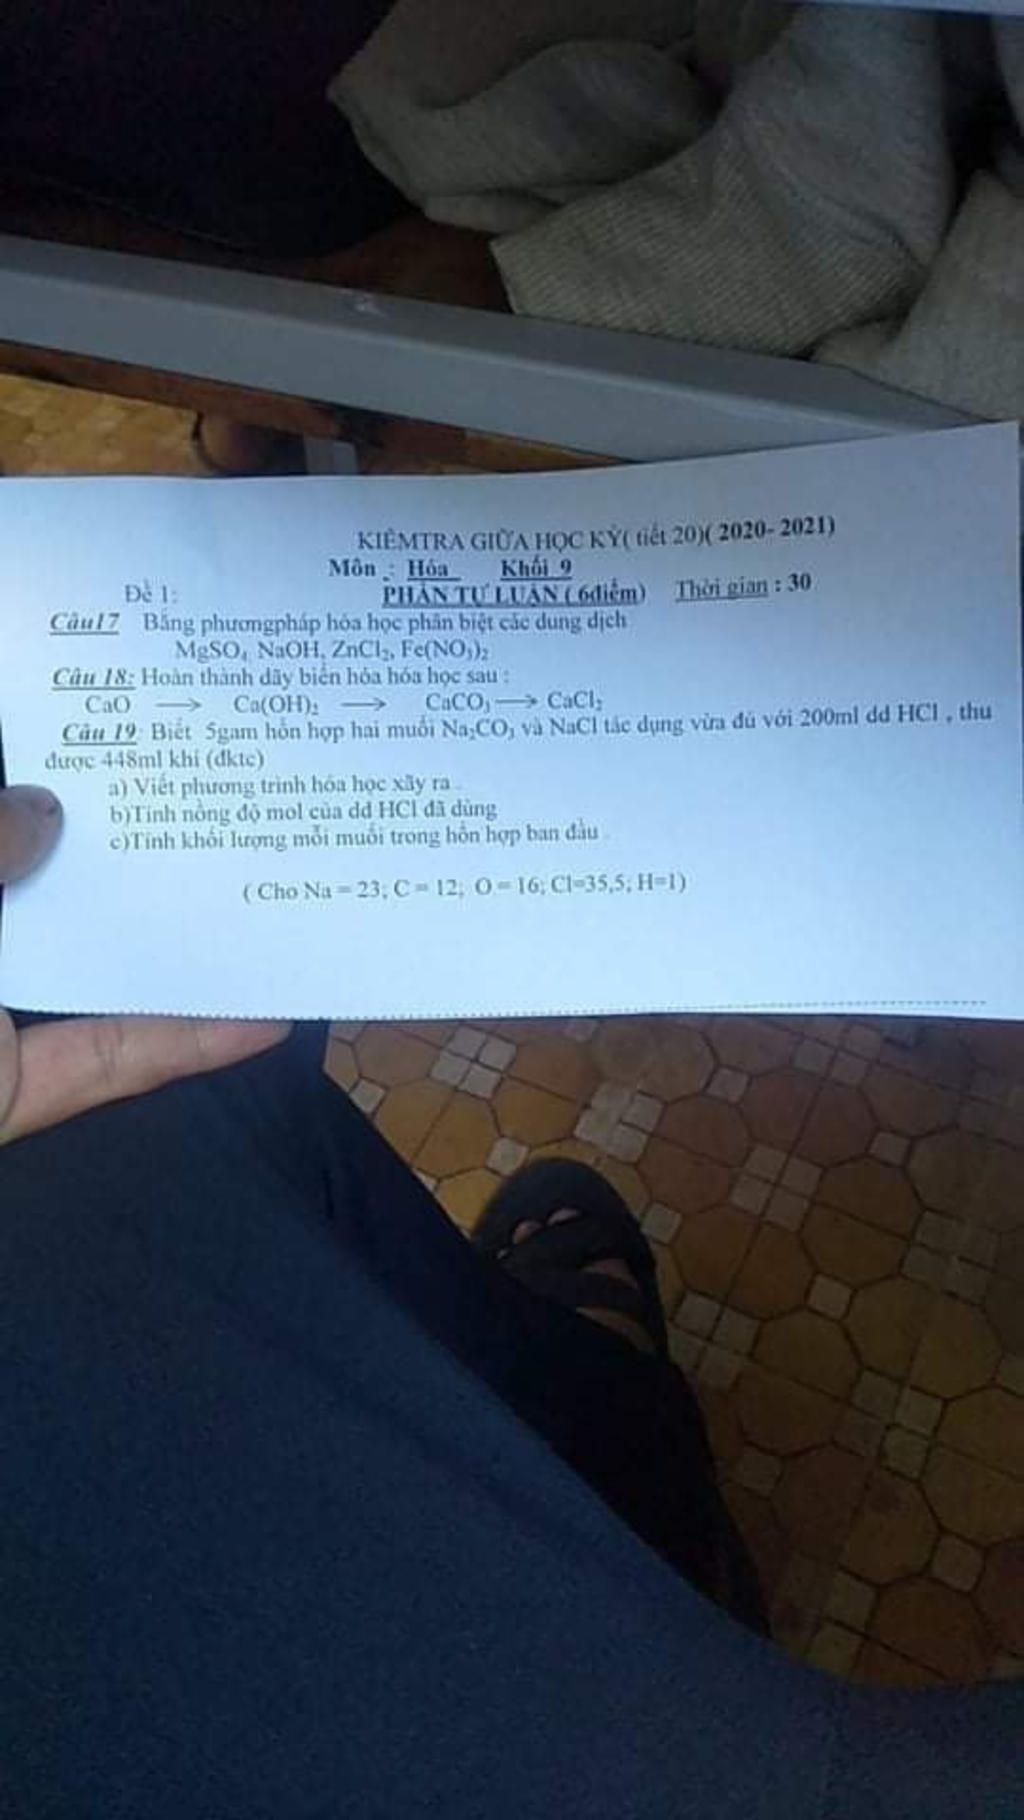 KIỂMTRA GIỮA HỌC KỲ( tiết 20)( 2020- 2021)
Môn : Hóa Khối 9
Đề 1: PHẦN TỰ LUẬN ( 6điểm) Thời gian : 30
Câu17 Bằng phươngpháp hóa học phân biệt các dung dịch
MgSO₄ NaOH, ZnCl₂, Fe(NO₃)₂
Câu 18: Hoàn thành dãy biến hóa hóa học sau :
CaO → Ca(OH)₂ → CaCO₃ → CaCl₂
Câu 19: Biết 5gam hỗn hợp hai muối Na₂CO₃ và NaCl tác dụng vừa đủ với 200ml dd HCl , thu
được 448ml khí (đktc)
a) Viết phương trình hóa học xãy ra .
b)Tính nồng độ mol của dd HCl đã dùng
c)Tính khối lượng mỗi muối trong hỗn hợp ban đầu .
( Cho Na = 23; C = 12; O = 16; Cl=35,5; H=1)